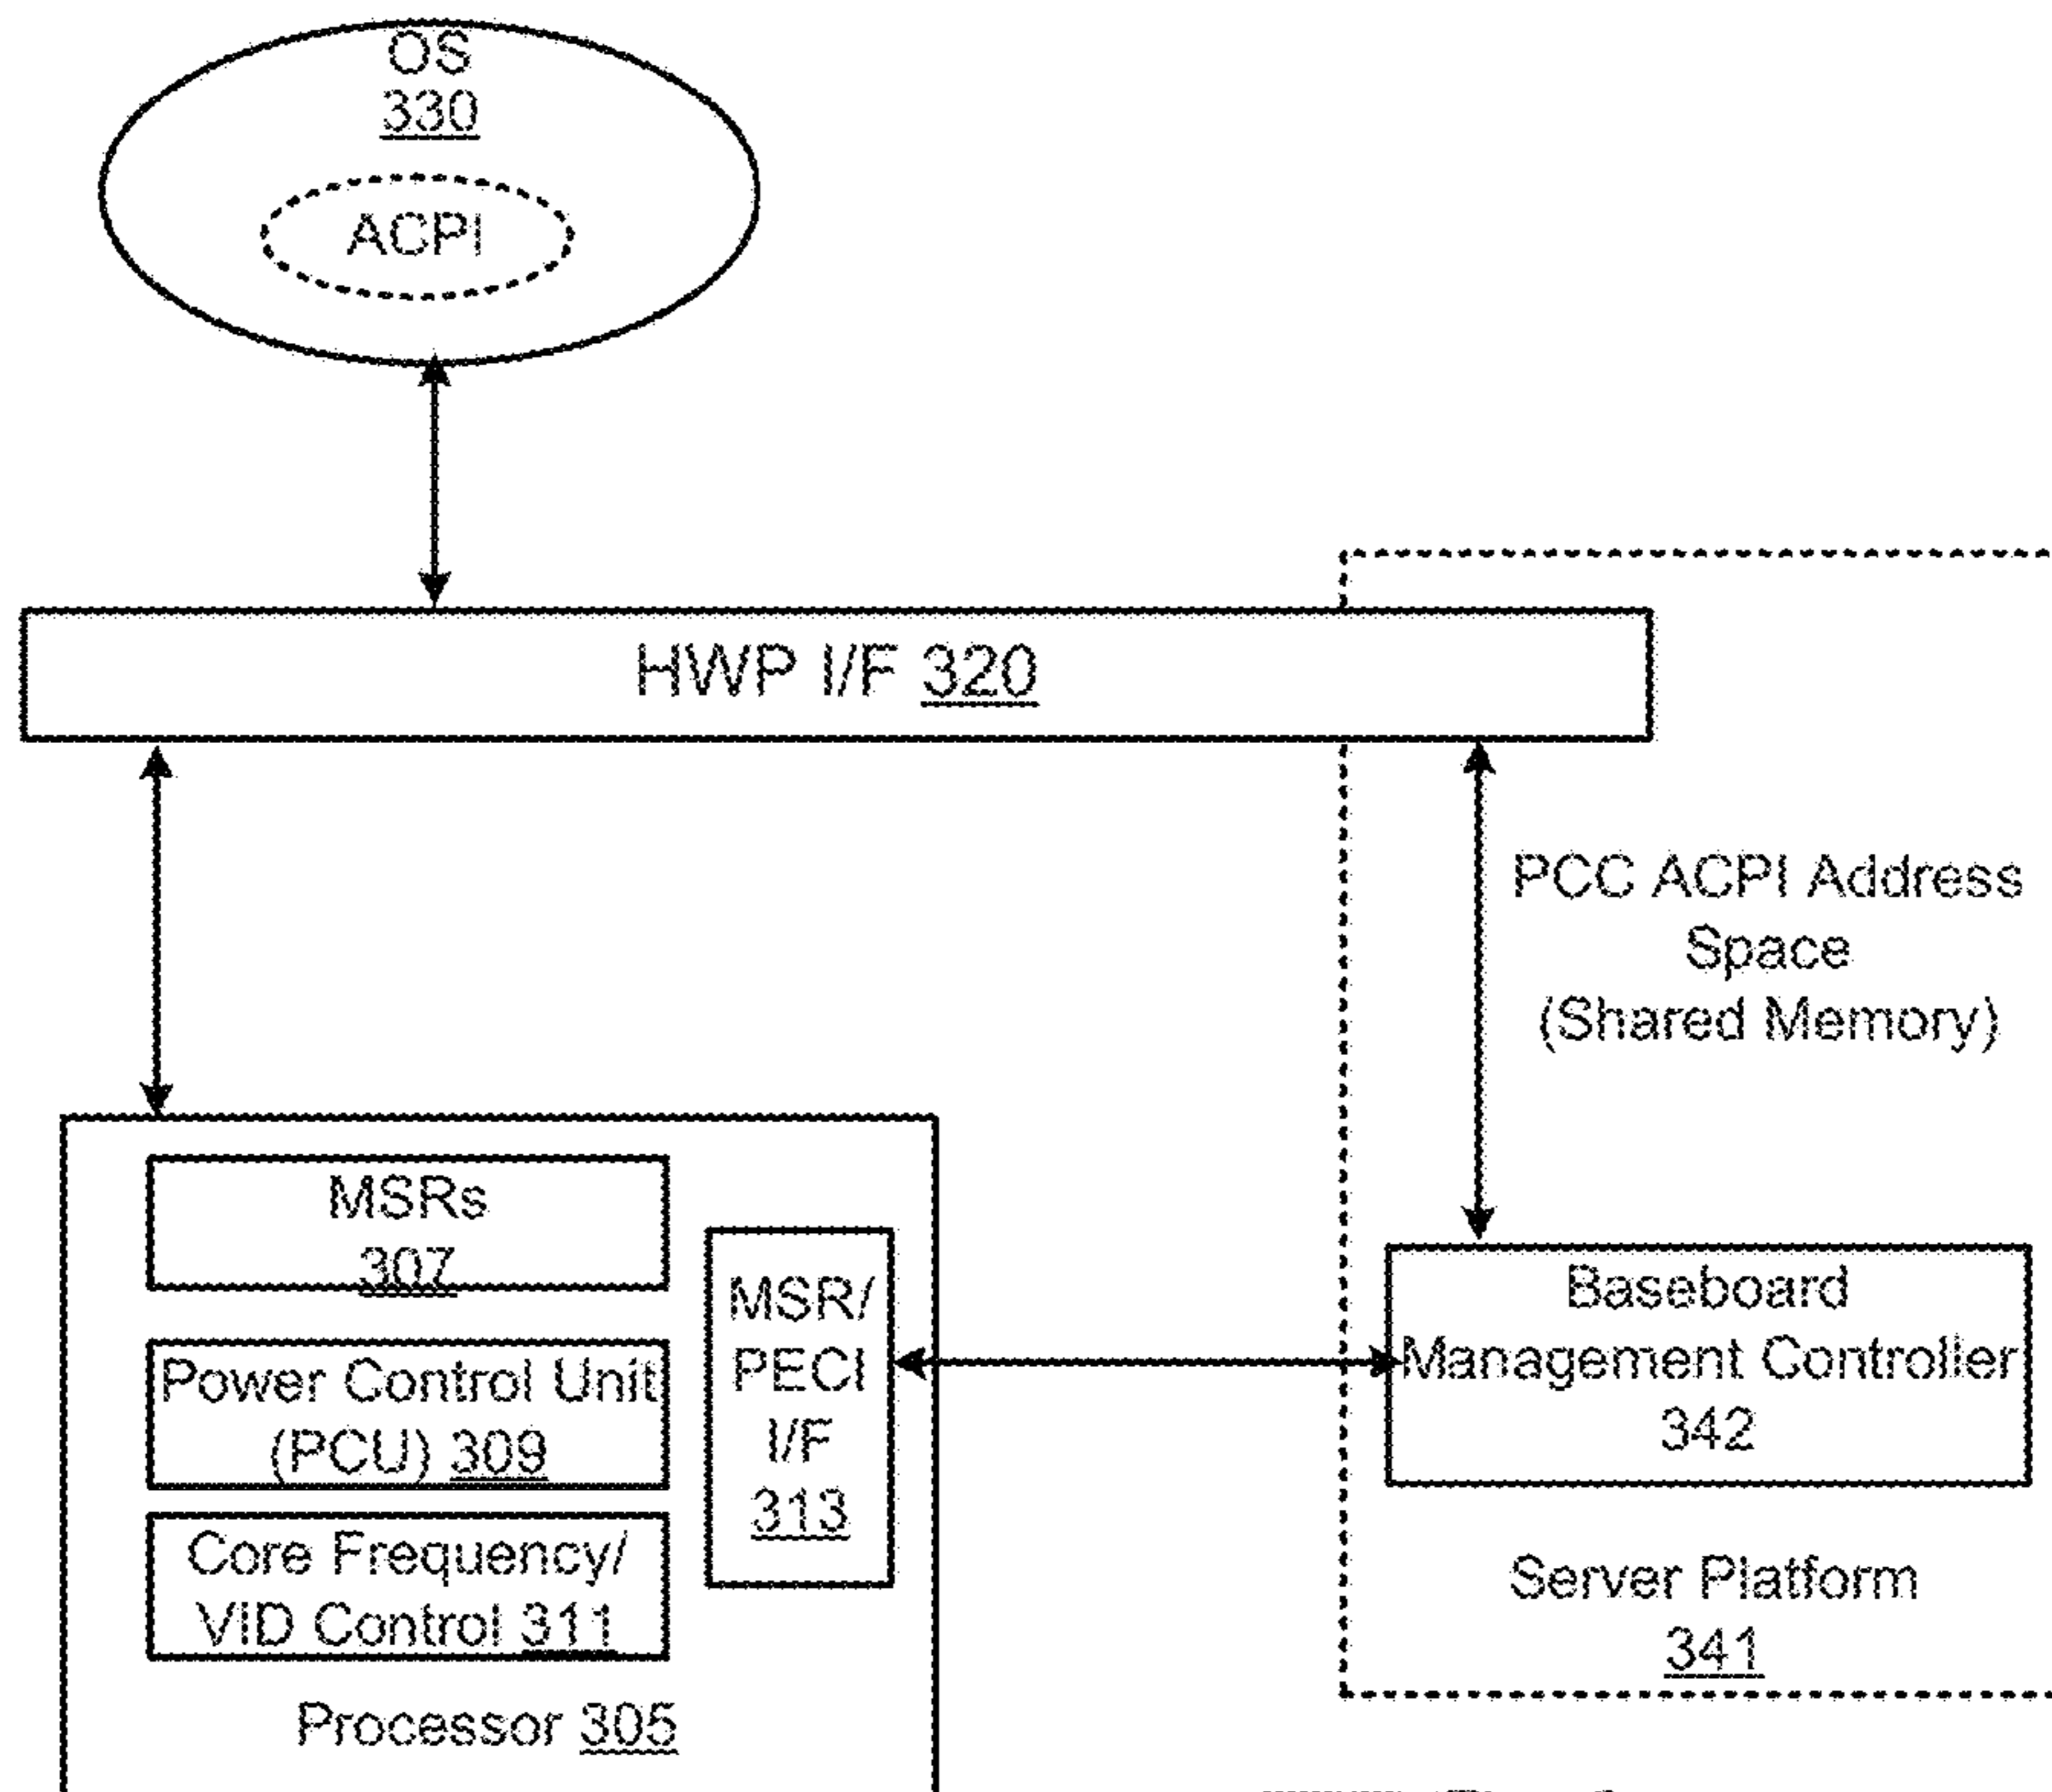 OS
330
ACPI
HWP I/F 320
PCC ACPI Address
Space
(Shared Memory)
MSRs
307
Power Control Unit
(PCU) 309
Core Frequency/
VID Control 311
MSR/
PECI
I/F
313
Processor 305
Baseboard
Management Controller
342
Server Platform
341